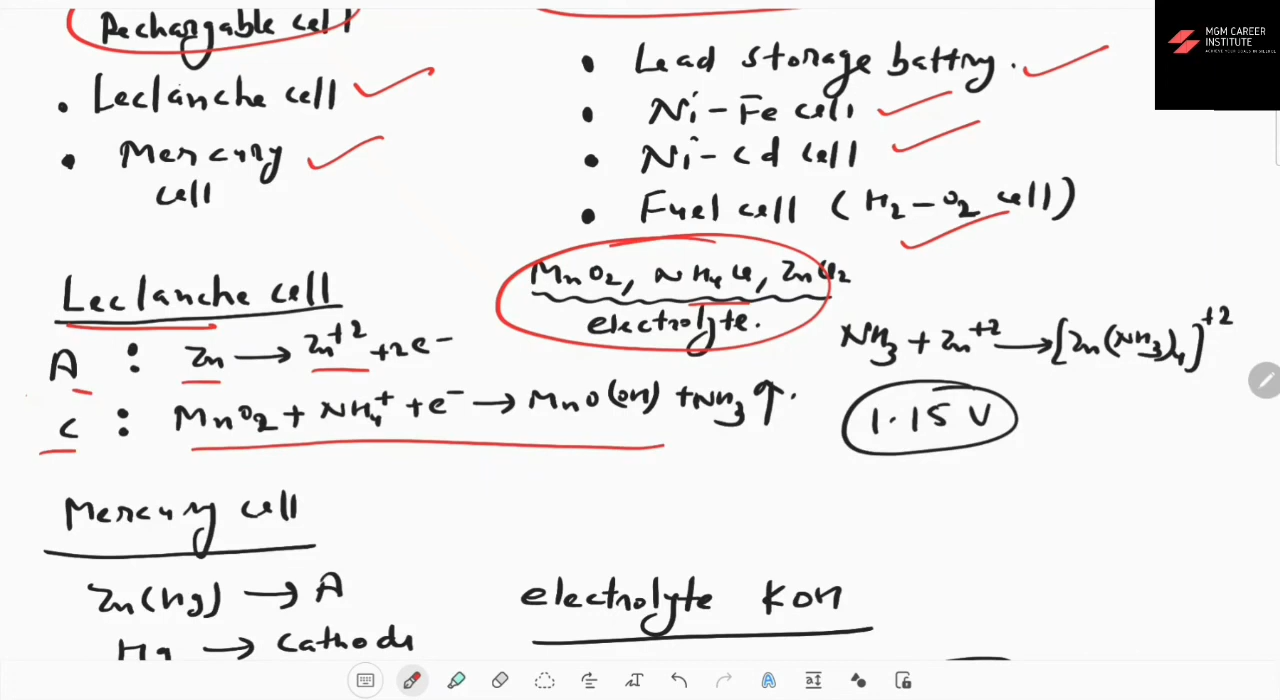 Rechargable cell
• Leclanche cell
• Mercury
cell
• Lead storage battry.
• Ni-Fe cell
• Ni-cd cell
• Fuel cell (H2-O2 cell)
MGM CAREER
INSTITUTE
Leclanche cell
MnO2, NH4Cl, ZnCl2
electrolyte.
A : Zn → Zn+2 +2e-
C : MnO2 + NH4+ + e- → MnO(OH) + NH3 ↑.
NH3 + Zn+2 → [Zn(NH3)4]+2
1.15 V
Mercury cell
Zn(Hg) → A
Hg → Cathode
electrolyte KOH